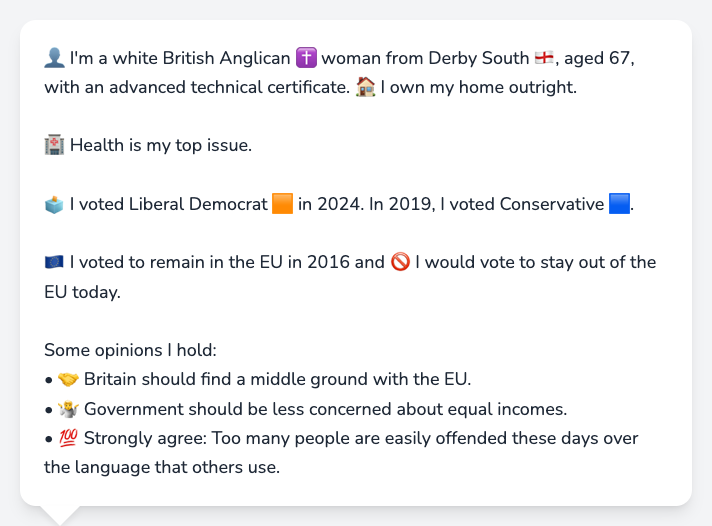 👤 I'm a white British Anglican ✝️ woman from Derby South 🏴󠁧󠁢󠁥󠁮󠁧󠁿, aged 67,
with an advanced technical certificate. 🏠 I own my home outright.
🏥 Health is my top issue.
🗳️ I voted Liberal Democrat 🟧 in 2024. In 2019, I voted Conservative 🟦.
🇪🇺 I voted to remain in the EU in 2016 and 🚫 I would vote to stay out of the
EU today.
Some opinions I hold:
• 🤝 Britain should find a middle ground with the EU.
• 🤷 Government should be less concerned about equal incomes.
• 💯 Strongly agree: Too many people are easily offended these days over
the language that others use.